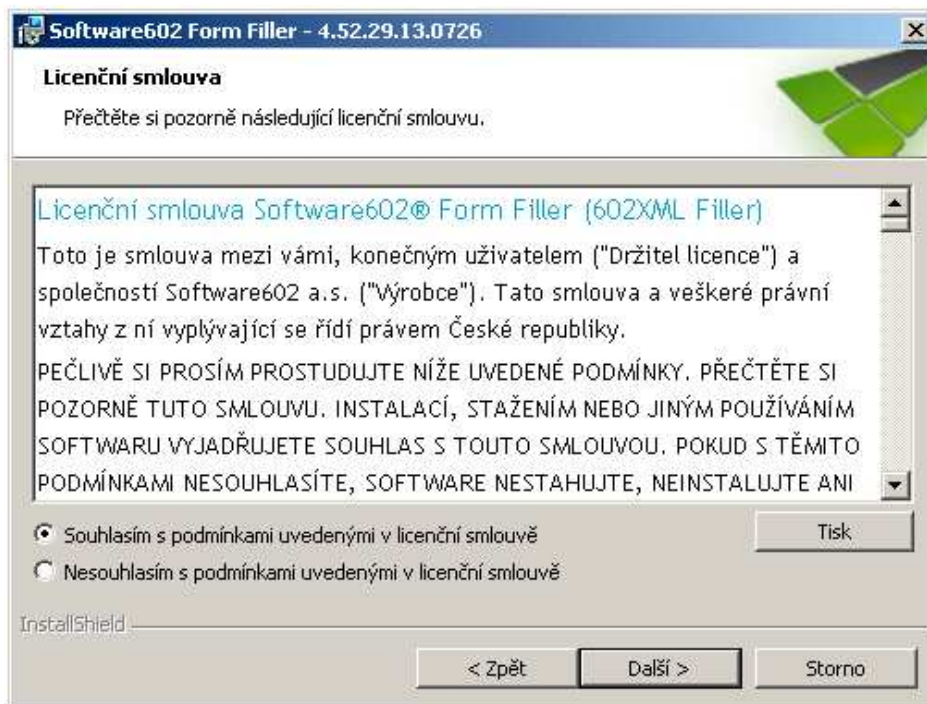 Software602 Form Filler - 4.52.29.13.0726
Licenční smlouva
Přečtěte si pozorně následující licenční smlouvu.
Licenční smlouva Software602® Form Filler (602XML Filler)
Toto je smlouva mezi vámi, konečným uživatelem ("Držitel licence") a
společností Software602 a.s. ("Výrobce"). Tato smlouva a veškeré právní
vztahy z ní vyplývající se řídí právem České republiky.
PEČLIVĚ SI PROSÍM PROSTUDUJTE NÍŽE UVEDENÉ PODMÍNKY. PŘEČTĚTE SI
POZORNĚ TUTO SMLOUVU. INSTALACÍ, STAŽENÍM NEBO JINÝM POUŽÍVÁNÍM
SOFTWARU VYJADŘUJETE SOUHLAS S TOUTO SMLOUVOU. POKUD S TĚMITO
PODMÍNKAMI NESOUHLASÍTE, SOFTWARE NESTAHUJTE, NEINSTALUJTE ANI
Souhlasím s podmínkami uvedenými v licenční smlouvě
Tisk
Nesouhlasím s podmínkami uvedenými v licenční smlouvě
InstallShield
< Zpět
Další >
Storno